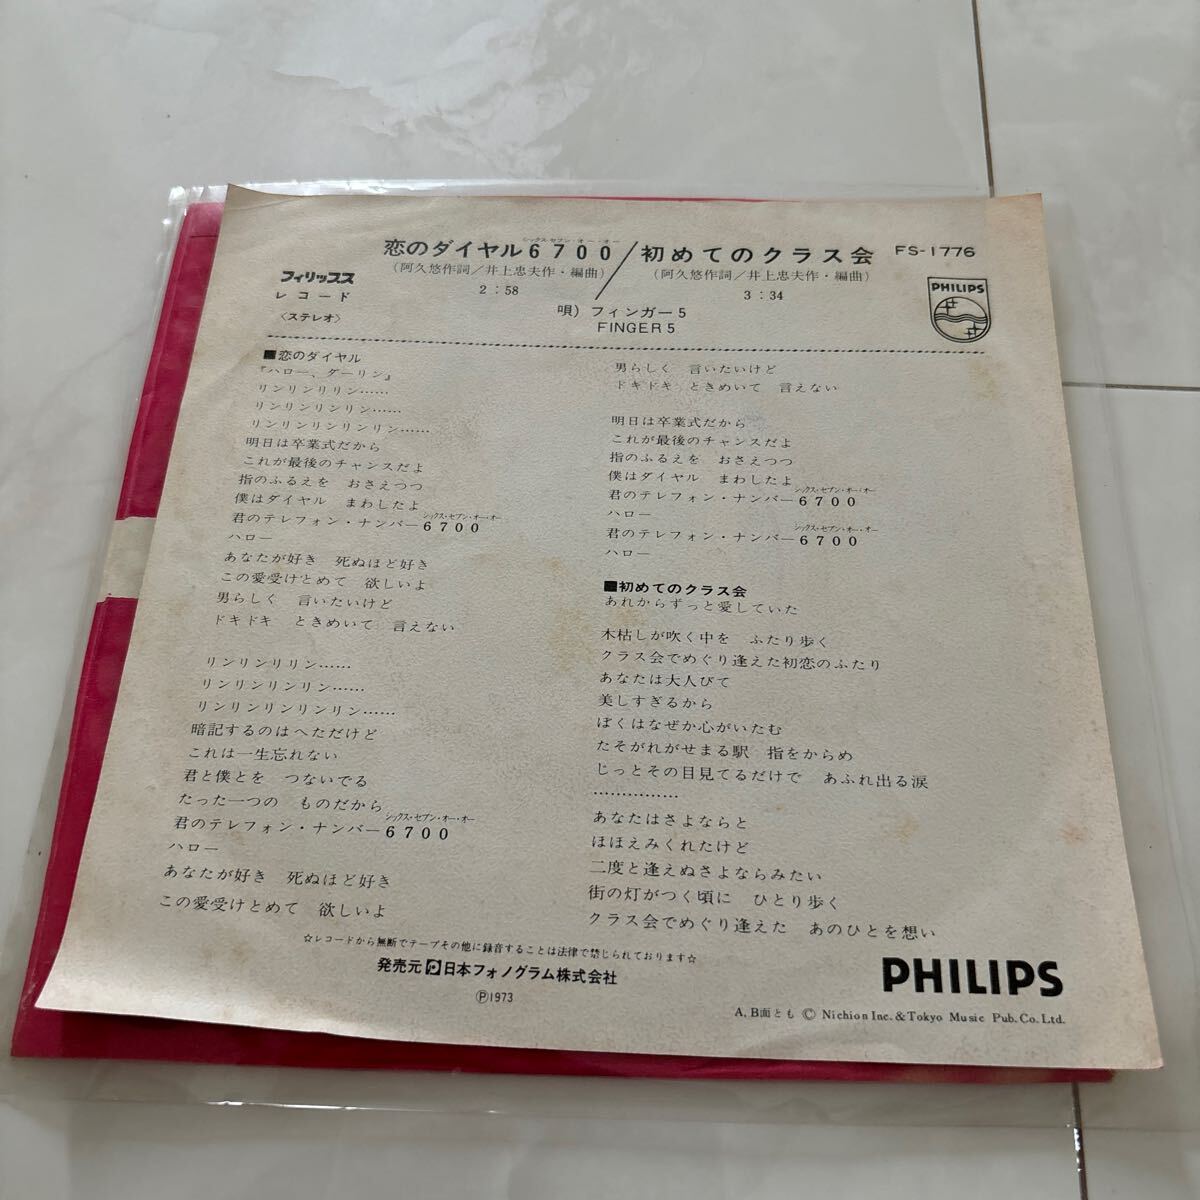 シックス・セブン・オー・オー
恋のダイヤル6700/初めてのクラス会 FS-1776
(阿久悠作詞/井上忠夫作・編曲) (阿久悠作詞/井上忠夫作・編曲)
2:58 3:34
フィリップス
レコード
〈ステレオ〉
唄) フィンガー5
FINGER5
PHILIPS
■恋のダイヤル
『ハロー、ダーリン』
リンリンリリン……
リンリンリンリン……
リンリンリンリンリン……
明日は卒業式だから
これが最後のチャンスだよ
指のふるえを おさえつつ
僕はダイヤル まわしたよ
シックス・セブン・オー・オー
君のテレフォン・ナンバー6700
ハロー
あなたが好き 死ぬほど好き
この愛受けとめて 欲しいよ
男らしく 言いたいけど
ドキドキ ときめいて 言えない
リンリンリリン……
リンリンリンリン……
リンリンリンリンリン……
暗記するのはへただけど
これは一生忘れない
君と僕とを つないでる
たった一つの ものだから
シックス・セブン・オー・オー
君のテレフォン・ナンバー6700
ハロー
あなたが好き 死ぬほど好き
この愛受けとめて 欲しいよ
男らしく 言いたいけど
ドキドキ ときめいて 言えない
明日は卒業式だから
これが最後のチャンスだよ
指のふるえを おさえつつ
僕はダイヤル まわしたよ
シックス・セブン・オー・オー
君のテレフォン・ナンバー6700
ハロー
シックス・セブン・オー・オー
君のテレフォン・ナンバー6700
ハロー
■初めてのクラス会
あれからずっと愛していた
木枯しが吹く中を ふたり歩く
クラス会でめぐり逢えた初恋のふたり
あなたは大人びて
美しすぎるから
ぼくはなぜか心がいたむ
たそがれがせまる駅 指をからめ
じっとその目見てるだけで あふれ出る涙
……………
あなたはさよならと
ほほえみくれたけど
二度と逢えぬさよならみたい
街の灯がつく頃に ひとり歩く
クラス会でめぐり逢えた あのひとを想い
☆レコードから無断でテープその他に録音することは法律で禁じられております☆
発売元 日本フォノグラム株式会社
Ⓟ1973
PHILIPS
A,B面とも © Nichion Inc. & Tokyo Music Pub. Co. Ltd.